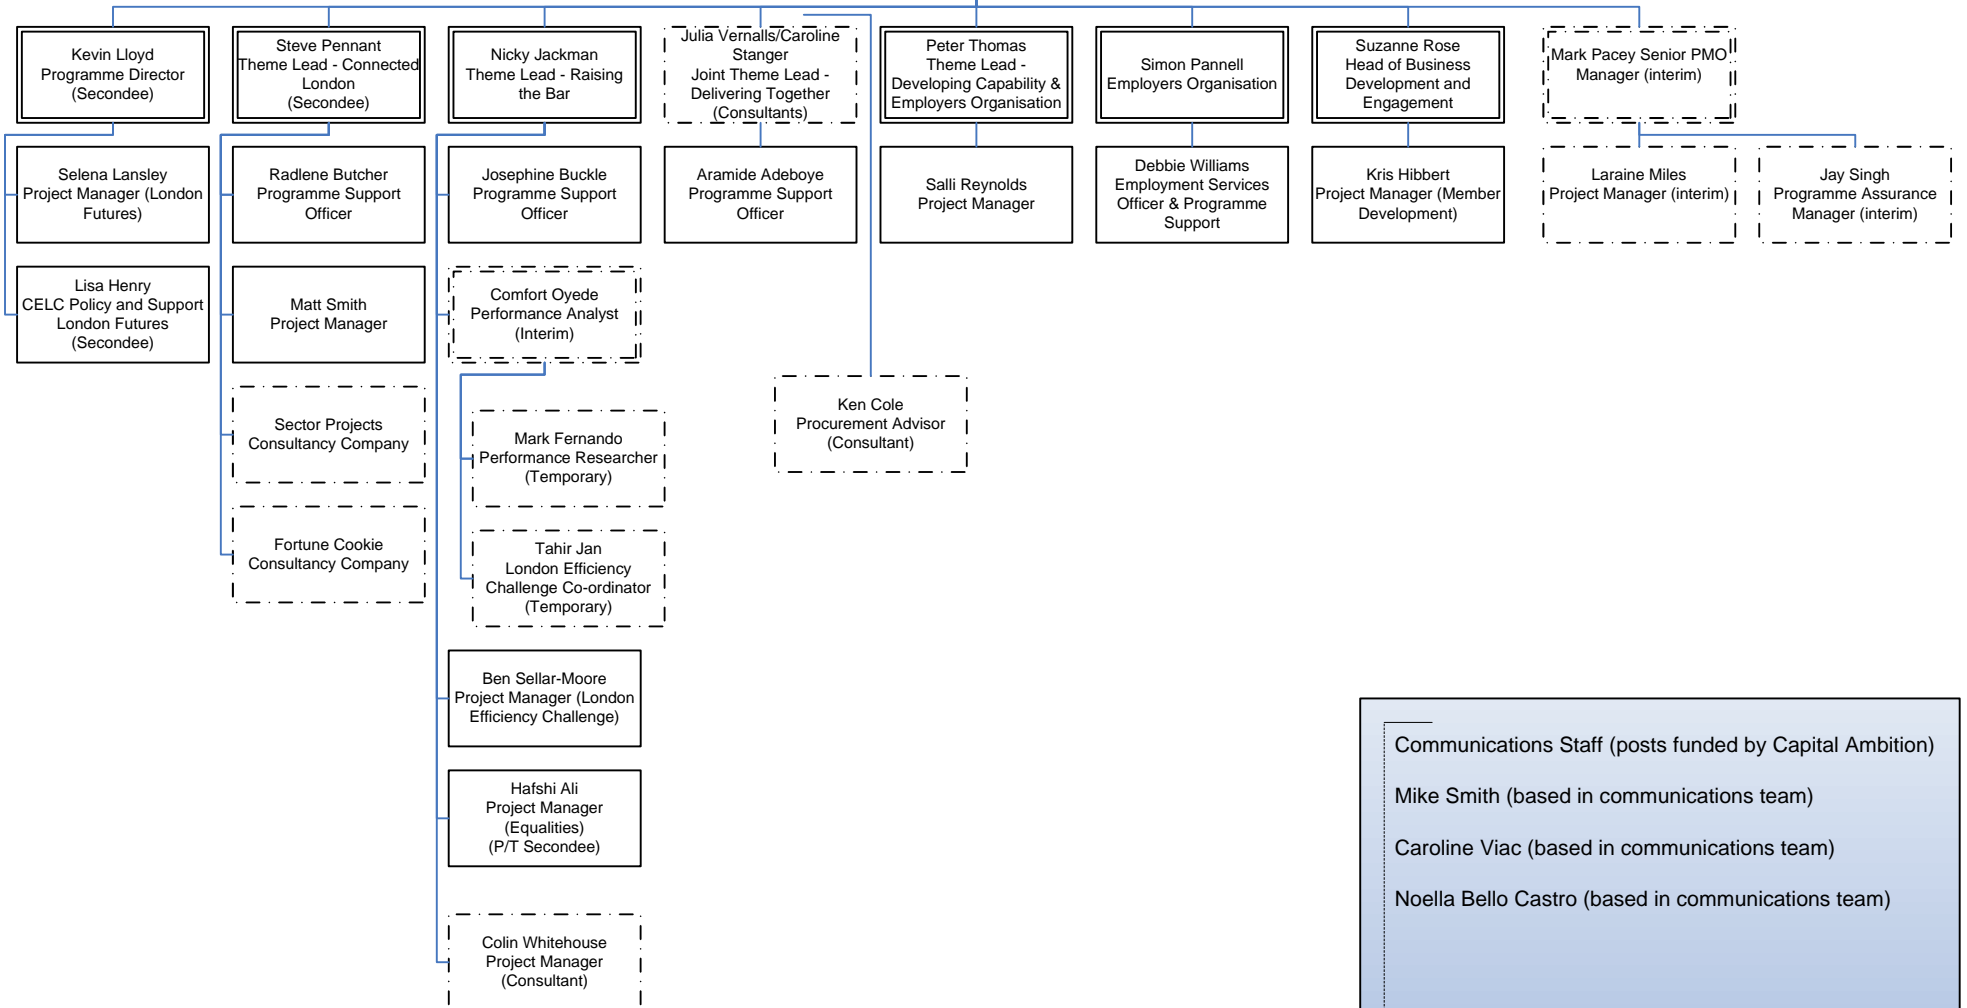 Kevin Lloyd
Programme Director
(Secondee)
Steve Pennant
Theme Lead - Connected
London
(Secondee)
Nicky Jackman
Theme Lead - Raising
the Bar
Julia Vernalls/Caroline
Stanger
Joint Theme Lead -
Delivering Together
(Consultants)
Peter Thomas
Theme Lead -
Developing Capability &
Employers Organisation
Simon Pannell
Employers Organisation
Suzanne Rose
Head of Business
Development and
Engagement
Mark Pacey Senior PMO
Manager (interim)
Selena Lansley
Project Manager (London
Futures)
Radlene Butcher
Programme Support
Officer
Josephine Buckle
Programme Support
Officer
Aramide Adeboye
Programme Support
Officer
Salli Reynolds
Project Manager
Debbie Williams
Employment Services
Officer & Programme
Support
Kris Hibbert
Project Manager (Member
Development)
Laraine Miles
Project Manager (interim)
Jay Singh
Programme Assurance
Manager (interim)
Lisa Henry
CELC Policy and Support
London Futures
(Secondee)
Matt Smith
Project Manager
Comfort Oyede
Performance Analyst
(Interim)
Sector Projects
Consultancy Company
Mark Fernando
Performance Researcher
(Temporary)
Ken Cole
Procurement Advisor
(Consultant)
Fortune Cookie
Consultancy Company
Tahir Jan
London Efficiency
Challenge Co-ordinator
(Temporary)
Ben Sellar-Moore
Project Manager (London
Efficiency Challenge)
Hafshi Ali
Project Manager
(Equalities)
(P/T Secondee)
Colin Whitehouse
Project Manager
(Consultant)
Communications Staff (posts funded by Capital Ambition)
Mike Smith (based in communications team)
Caroline Viac (based in communications team)
Noella Bello Castro (based in communications team)